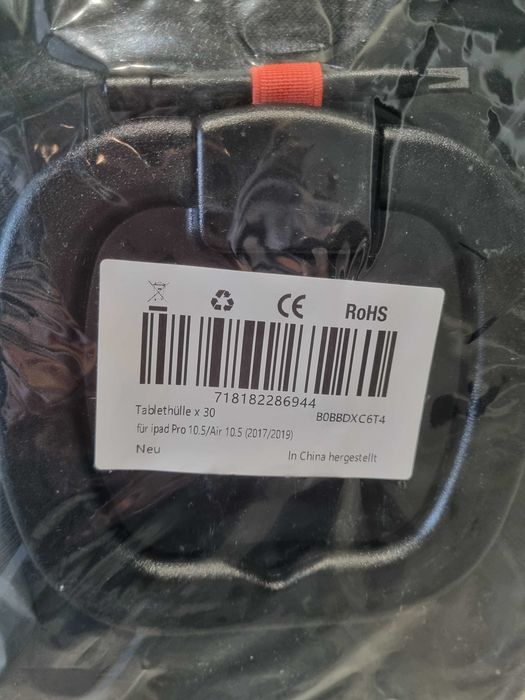 CE RoHS
718182286944
Tablethülle x 30 B0BBDXC6T4
für ipad Pro 10.5/Air 10.5 (2017/2019)
Neu In China hergestellt